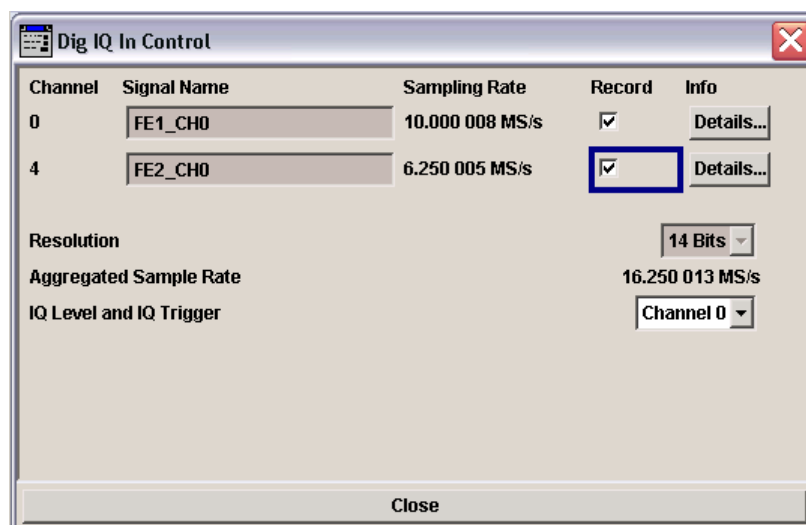 Dig IQ In Control
Channel Signal Name Sampling Rate Record Info
0 FE1_CH0 10.000 008 MS/s Details...
4 FE2_CH0 6.250 005 MS/s Details...
Resolution 14 Bits
Aggregated Sample Rate 16.250 013 MS/s
IQ Level and IQ Trigger Channel 0
Close